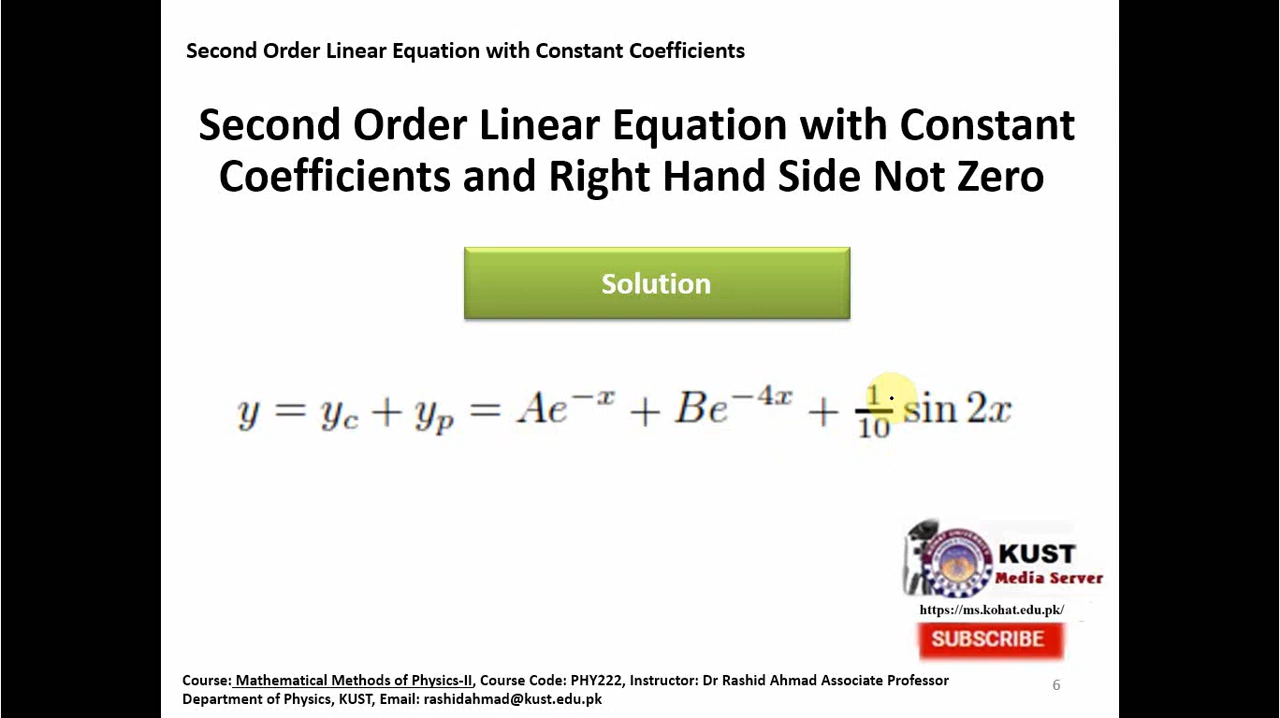 Second Order Linear Equation with Constant Coefficients
Second Order Linear Equation with Constant
Coefficients and Right Hand Side Not Zero
Solution
y = y_c + y_p = Ae^{-x} + Be^{-4x} + \frac{1}{10} sin 2x
KUST
Media Server
https://ms.kohat.edu.pk/
SUBSCRIBE
Course: Mathematical Methods of Physics-II, Course Code: PHY222, Instructor: Dr Rashid Ahmad Associate Professor
Department of Physics, KUST, Email: rashidahmad@kust.edu.pk
6